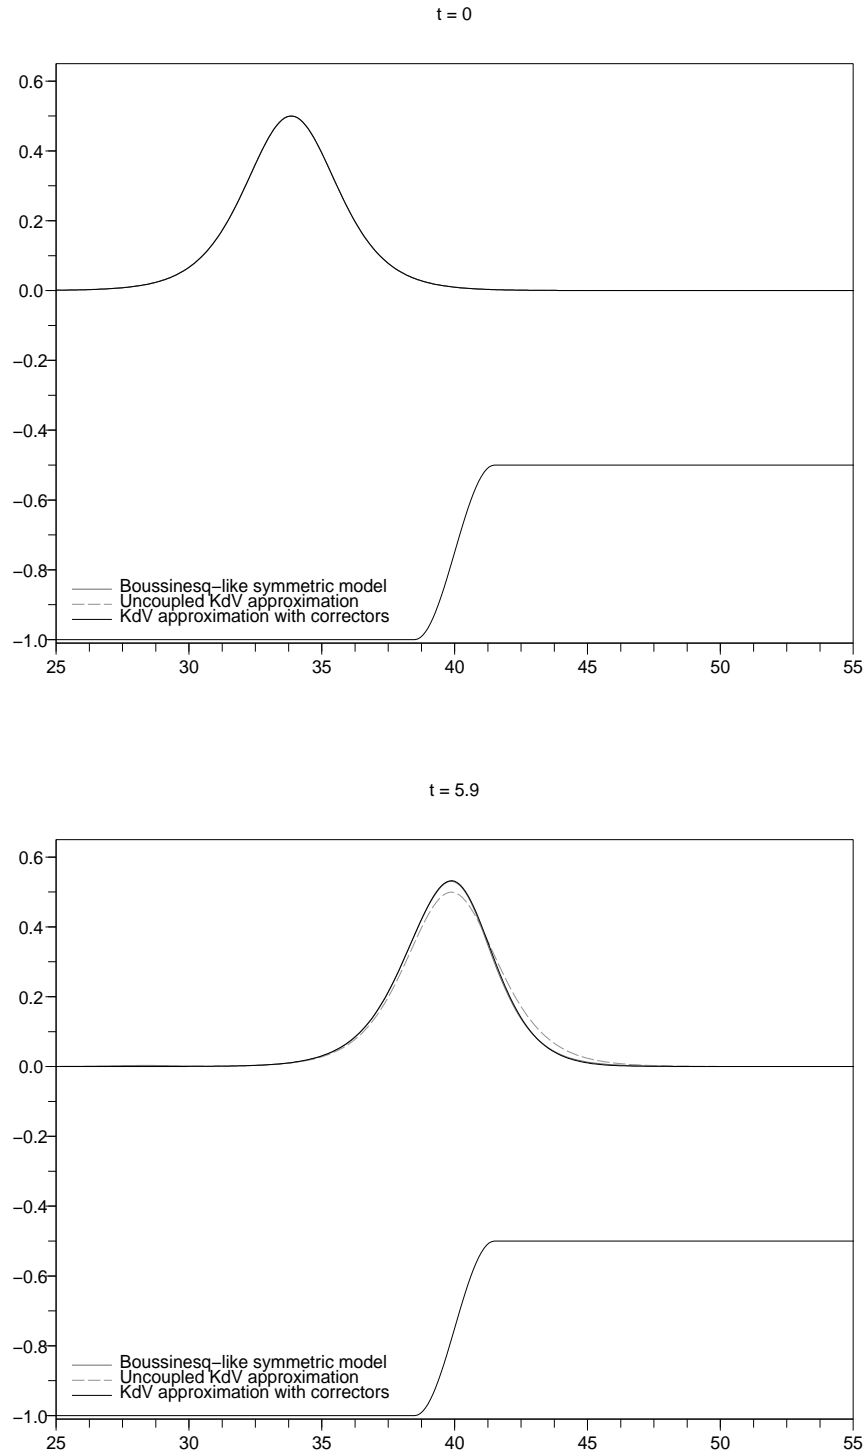 t = 0
0.6
0.4
0.2
0.0
−0.2
−0.4
−0.6
−0.8
−1.0
Boussinesq−like symmetric model
Uncoupled KdV approximation
KdV approximation with correctors
25 30 35 40 45 50 55
t = 5.9
0.6
0.4
0.2
0.0
−0.2
−0.4
−0.6
−0.8
−1.0
Boussinesq−like symmetric model
Uncoupled KdV approximation
KdV approximation with correctors
25 30 35 40 45 50 55